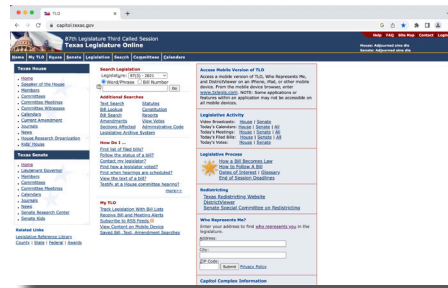 TLO
capitol.texas.gov
87th Legislature Third Called Session
Texas Legislature Online
Help FAQ Site Map Contact Login
House: Adjourned sine die
Senate: Adjourned sine die
Home My TLO House Senate Legislation Search Committees Calendars
Texas House
Home
Speaker of the House
Members
Committees
Committee Meetings
Committee Witnesses
Calendars
Current Amendment
Journals
News
House Research Organization
Kids' House
Texas Senate
Home
Lieutenant Governor
Members
Committees
Committee Meetings
Calendars
Journals
News
Senate Research Center
Senate Kids
Related Links
Legislative Reference Library
County | State | Federal | Awards
Search Legislation
Legislature: 87(3) - 2021
Word/Phrase Bill Number
Go
Additional Searches
Text Search Statutes
Bill Lookup Constitution
Bill Search Reports
Amendments View Votes
Sections Affected Administrative Code
Legislative Archive System
How Do I ...
Find list of filed bills?
Follow the status of a bill?
Contact my legislator?
Find how a legislator voted?
Find when hearings are scheduled?
View the text of a bill?
Testify at a House committee hearing?
more>>
My TLO
Track Legislation With Bill Lists
Receive Bill and Meeting Alerts
Subscribe to RSS Feeds
View Content on Mobile Device
Saved Bill, Text, Amendment Searches
Access Mobile Version of TLO
Access a mobile version of TLO, Who Represents Me,
and DistrictViewer on an iPhone, iPad, or other mobile
device. From the mobile device browser, enter
www.txlegis.com. NOTE: Some applications or
features within an application may not be accessible on
all mobile devices.
Legislative Activity
Video Broadcasts: House | Senate
Today's Calendars: House | Senate | All
Today's Meetings: House | Senate | All
Today's Filed Bills: House | Senate | All
Today's Votes: House | Senate
Legislative Process
How a Bill Becomes Law
How to Follow A Bill
Dates of Interest | Glossary
End of Session Deadlines
Redistricting
Texas Redistricting Website
DistrictViewer
Senate Special Committee on Redistricting
Who Represents Me?
Enter your address to find who represents you in the
legislature.
Address:
City:
ZIP Code:
Submit Privacy Policy
Capitol Complex Information